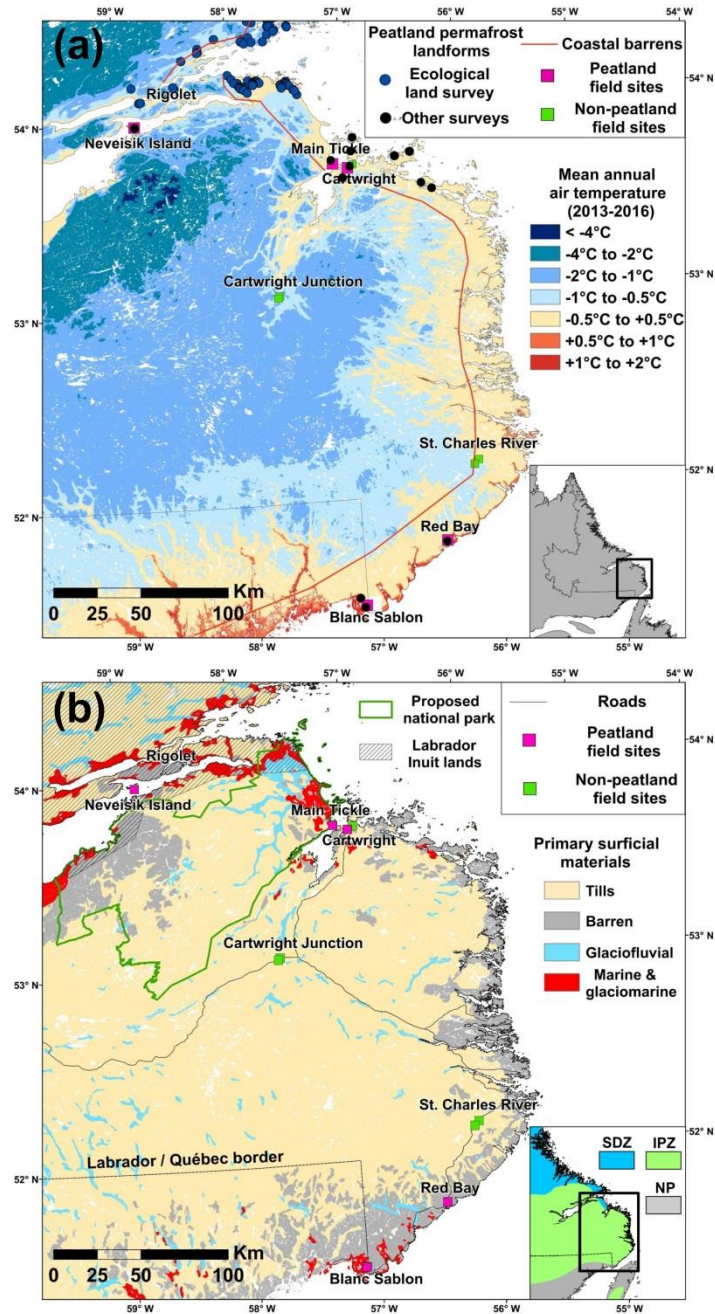 59°W 58°W 57°W 56°W 55°W 54°W
(a)
Peatland permafrost
landforms
Ecological
land survey
Other surveys
Coastal barrens
Peatland
field sites
Non-peatland
field sites
54°N
Rigolet
Neveisik Island
Main Tickle
Cartwright
54°N
Mean annual
air temperature
(2013-2016)
< -4°C
-4°C to -2°C
-2°C to -1°C
-1°C to -0.5°C
-0.5°C to +0.5°C
+0.5°C to +1°C
+1°C to +2°C
Cartwright Junction
53°N
53°N
St. Charles River
52°N
52°N
Red Bay
Km
0 25 50 100
Blanc Sablon
59°W 58°W 57°W 56°W 55°W
59°W 58°W 57°W 56°W 55°W 54°W
(b)
Proposed
national park
Labrador
Inuit lands
Roads
Peatland
field sites
Non-peatland
field sites
Rigolet
54°N
Neveisik Island
Main Tickle
Cartwright
54°N
Primary surficial
materials
Tills
Barren
Glaciofluvial
Marine &
glaciomarine
Cartwright Junction
53°N
53°N
St. Charles River
52°N
52°N
Labrador / Québec border
Red Bay
SDZ IPZ
NP
Km
0 25 50 100
Blanc Sablon
59°W 58°W 57°W 56°W 55°W